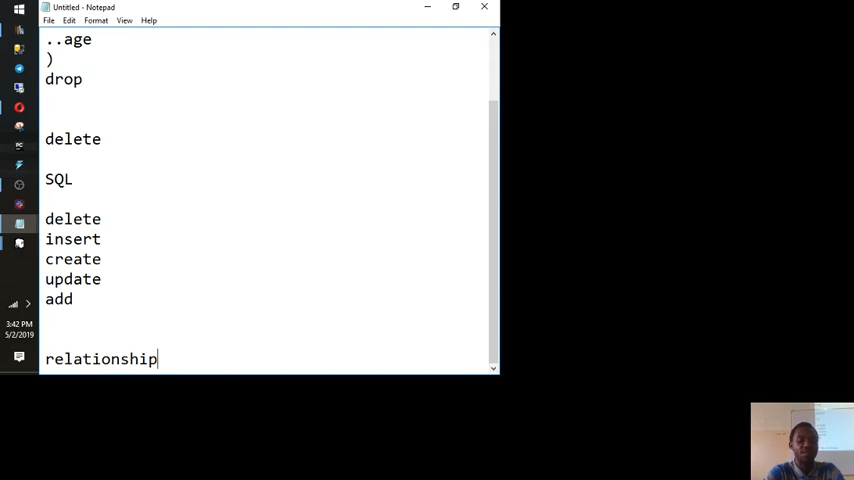 Untitled - Notepad
File Edit Format View Help
..age
)
drop
delete
SQL
delete
insert
create
update
add
relationship
PC
3:42 PM
5/2/2019